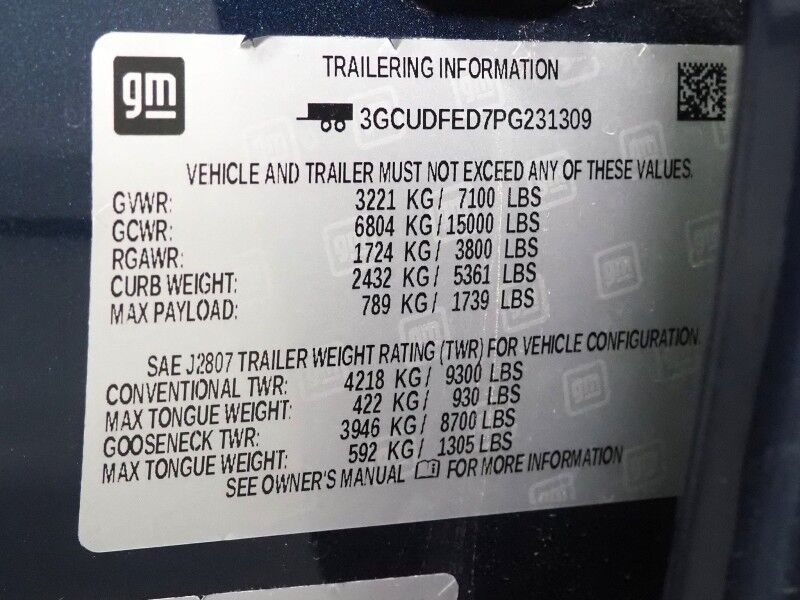 gm
TRAILERING INFORMATION
3GCUDFED7PG231309
VEHICLE AND TRAILER MUST NOT EXCEED ANY OF THESE VALUES.
GVWR: 3221 KG/ 7100 LBS
GCWR: 6804 KG/ 15000 LBS
RGAWR: 1724 KG/ 3800 LBS
CURB WEIGHT: 2432 KG/ 5361 LBS
MAX PAYLOAD: 789 KG/ 1739 LBS
SAE J2807 TRAILER WEIGHT RATING (TWR) FOR VEHICLE CONFIGURATION.
CONVENTIONAL TWR: 4218 KG/ 9300 LBS
MAX TONGUE WEIGHT: 422 KG/ 930 LBS
GOOSENECK TWR: 3946 KG/ 8700 LBS
MAX TONGUE WEIGHT: 592 KG/ 1305 LBS
SEE OWNER'S MANUAL FOR MORE INFORMATION